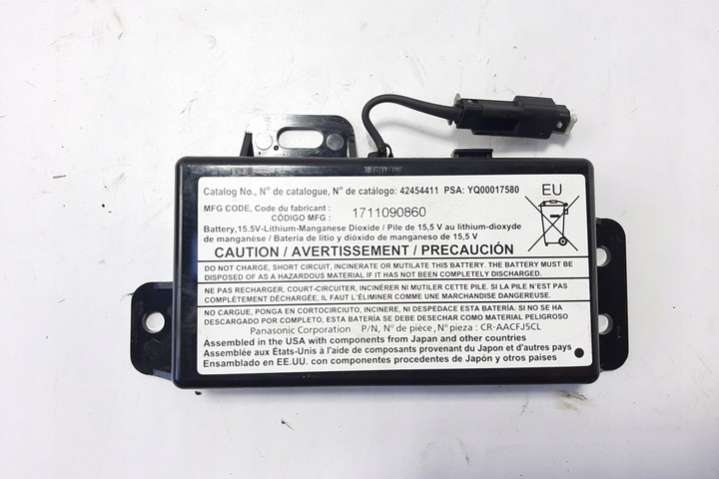 Catalog No., N° de catalogue, N° de catálogo: 42454411 PSA: YQ00017580
EU
MFG CODE, Code du fabricant :
CÓDIGO MFG : 1711090860
Battery,15.5V-Lithium-Manganese Dioxide / Pile de 15,5 V au lithium-dioxyde
de manganèse / Bateria de litio y dióxido de manganeso de 15,5 V
CAUTION / AVERTISSEMENT / PRECAUCIÓN
DO NOT CHARGE, SHORT CIRCUIT, INCINERATE OR MUTILATE THIS BATTERY. THE BATTERY MUST BE
DISPOSED OF AS A HAZARDOUS MATERIAL IF IT HAS NOT BEEN COMPLETELY DISCHARGED.
NE PAS RECHARGER, COURT-CIRCUITER, INCINÉRER NI MUTILER CETTE PILE. SI LA PILE N'EST PAS
COMPLÈTEMENT DÉCHARGÉE, IL FAUT L'ÉLIMINER COMME UNE MARCHANDISE DANGEREUSE.
NO CARGUE, PONGA EN CORTOCIRCUITO, INCINERE, NI DESPEDACE ESTA BATERÍA. SI NO SE HA
DESCARGADO POR COMPLETO, ESTA BATERÍA SE DEBE DESECHAR COMO MATERIAL PELIGROSO
Panasonic Corporation P/N, N° de pièce , N° pieza : CR-AACFJ5CL
Assembled in the USA with components from Japan and other countries
Assemblée aux États-Unis à l'aide de composants provenant du Japon et d'autres pays
Ensamblado en EE.UU. con componentes procedentes de Japón y otros países